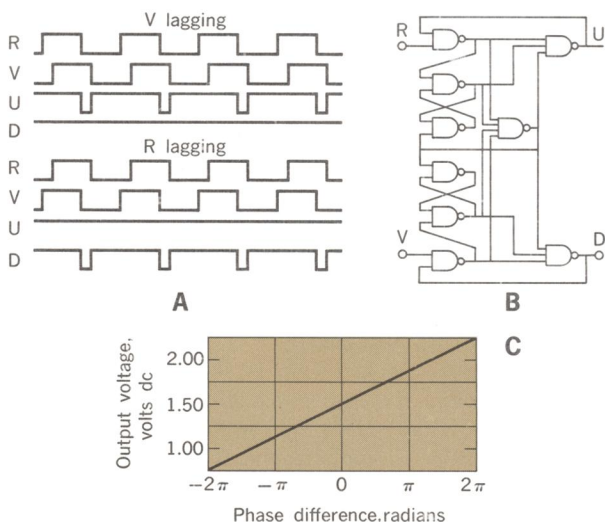 V lagging
R
V
U
D
R lagging
R
V
U
D
A
R
U
V
D
B
C
Output voltage,
volts dc
2.00
1.50
1.00
--2π
-π
0
π
2π
Phase difference.radians